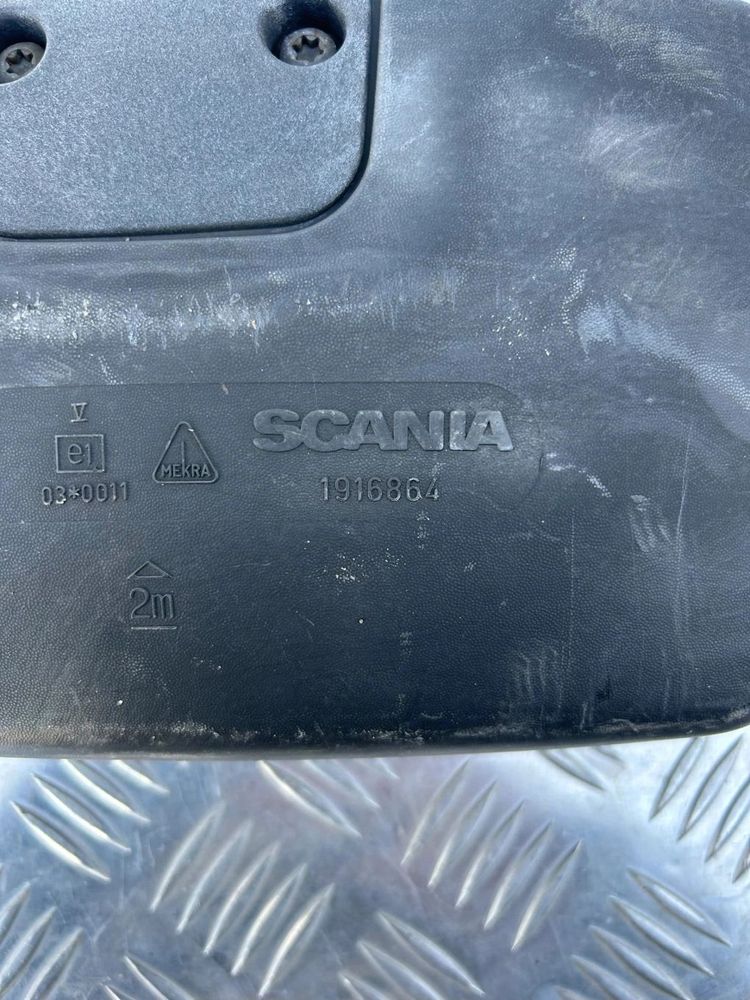 V
e1
03*0011
MEKRA
SCANIA
1916864
2m